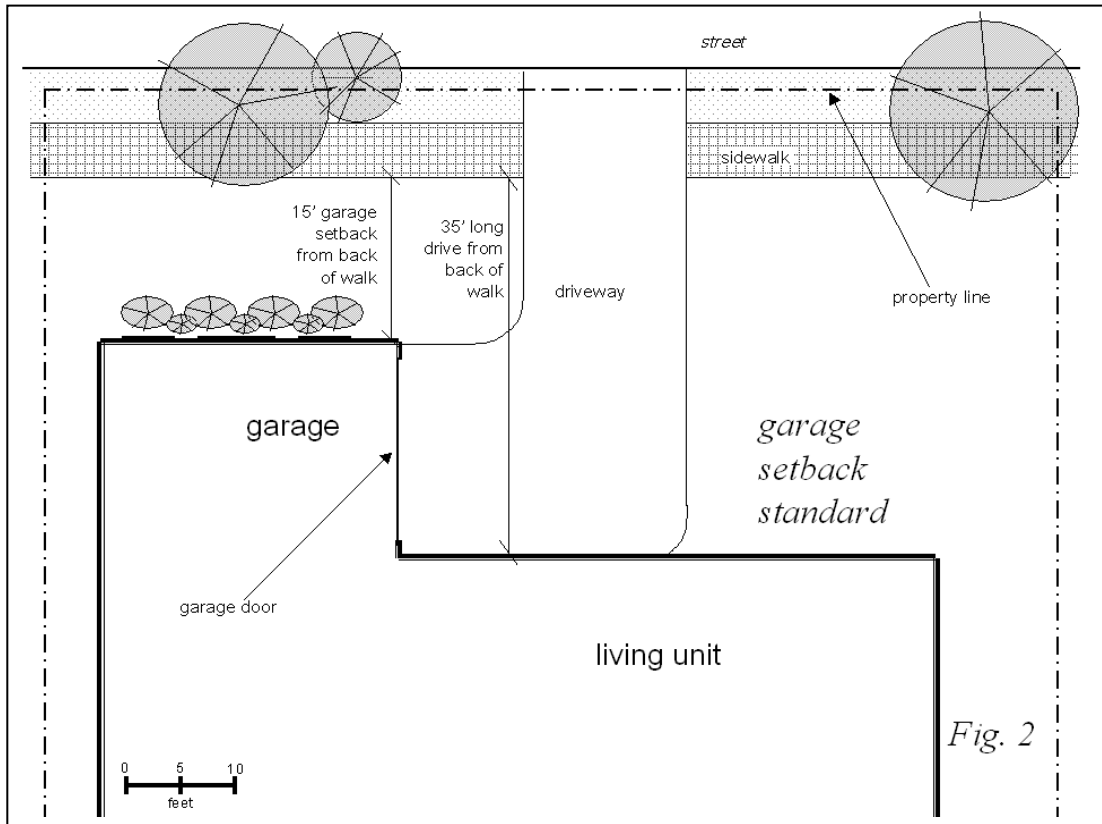 street
sidewalk
15' garage
setback
from back
of walk
35' long
drive from
back of
walk
driveway
property line
garage
garage
setback
standard
garage door
living unit
Fig. 2
0 5 10
feet